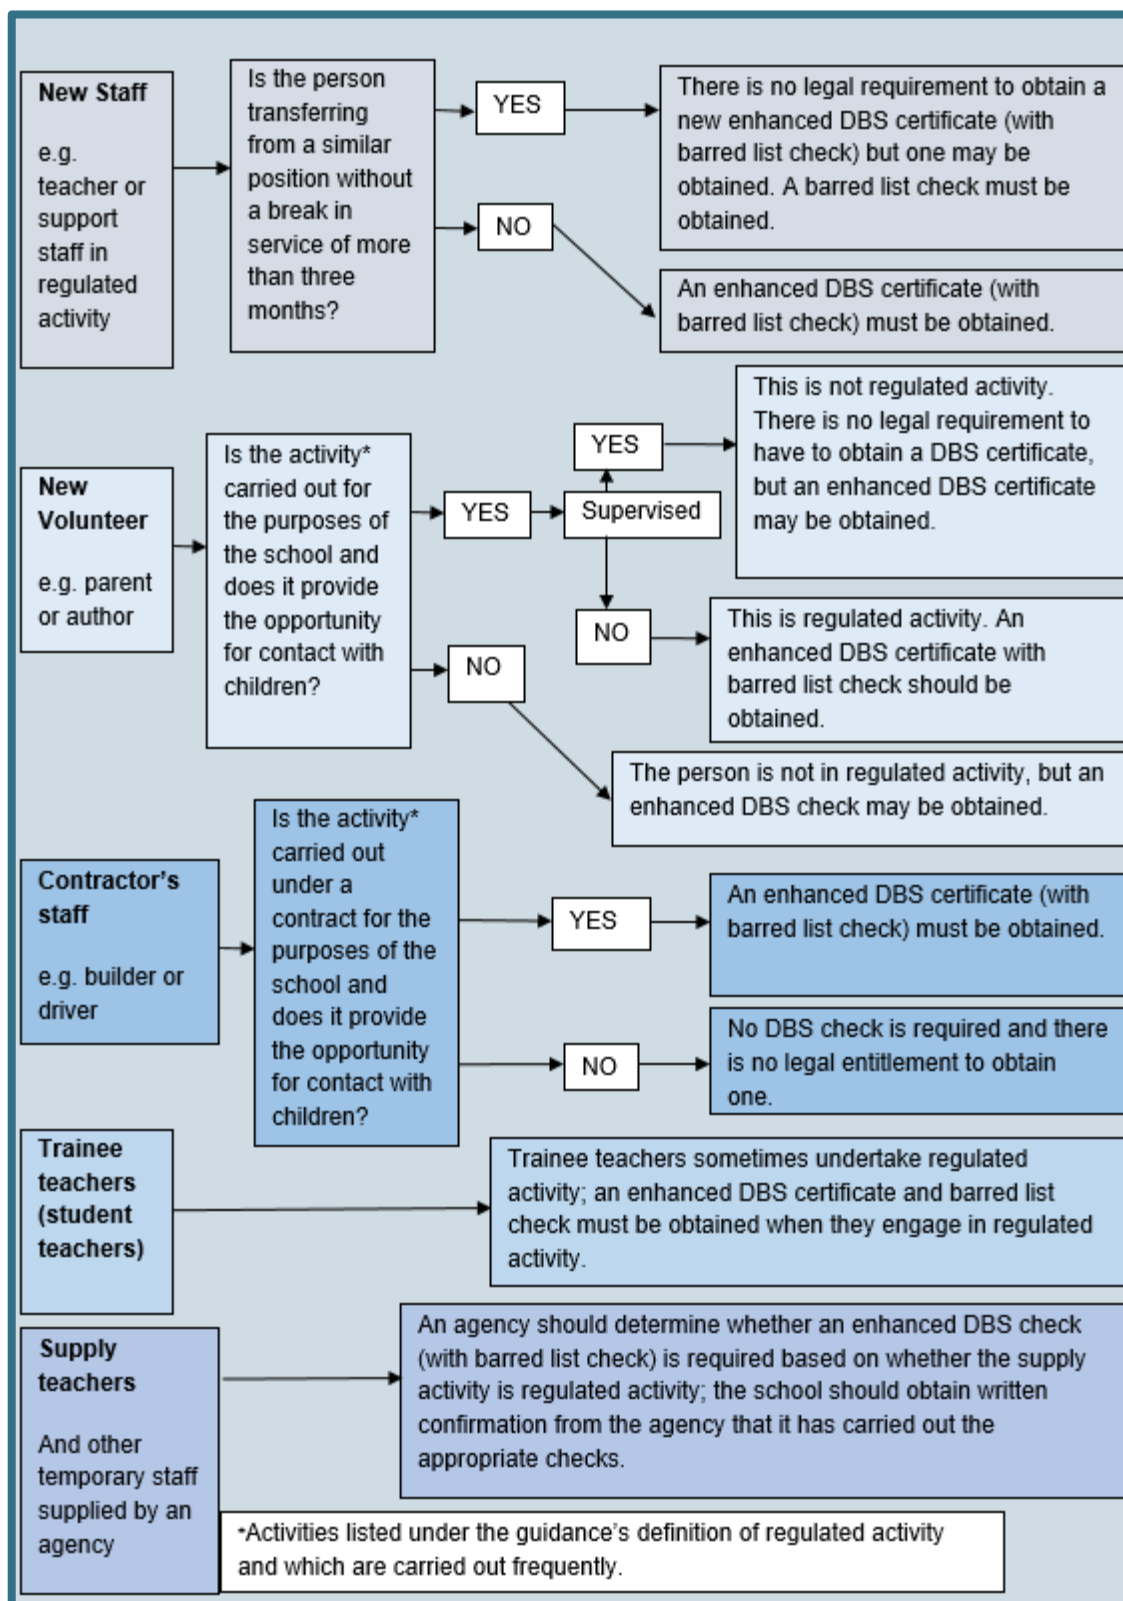 New Staff
e.g.
teacher or
support
staff in
regulated
activity
Is the person
transferring
from a similar
position without
a break in
service of more
than three
months?
YES
There is no legal requirement to obtain a
new enhanced DBS certificate (with
barred list check) but one may be
obtained. A barred list check must be
obtained.
NO
An enhanced DBS certificate (with
barred list check) must be obtained.
New
Volunteer
e.g. parent
or author
Is the activity*
carried out for
the purposes of
the school and
does it provide
the opportunity
for contact with
children?
YES
Supervised
YES
This is not regulated activity.
There is no legal requirement to
have to obtain a DBS certificate,
but an enhanced DBS certificate
may be obtained.
NO
This is regulated activity. An
enhanced DBS certificate with
barred list check should be
obtained.
NO
The person is not in regulated activity, but an
enhanced DBS check may be obtained.
Contractor's
staff
e.g. builder or
driver
Is the activity*
carried out
under a
contract for the
purposes of the
school and
does it provide
the opportunity
for contact with
children?
YES
An enhanced DBS certificate (with
barred list check) must be obtained.
NO
No DBS check is required and there
is no legal entitlement to obtain
one.
Trainee
teachers
(student
teachers)
Trainee teachers sometimes undertake regulated
activity; an enhanced DBS certificate and barred list
check must be obtained when they engage in regulated
activity.
Supply
teachers
And other
temporary staff
supplied by an
agency
An agency should determine whether an enhanced DBS check
(with barred list check) is required based on whether the supply
activity is regulated activity; the school should obtain written
confirmation from the agency that it has carried out the
appropriate checks.
*Activities listed under the guidance's definition of regulated activity
and which are carried out frequently.